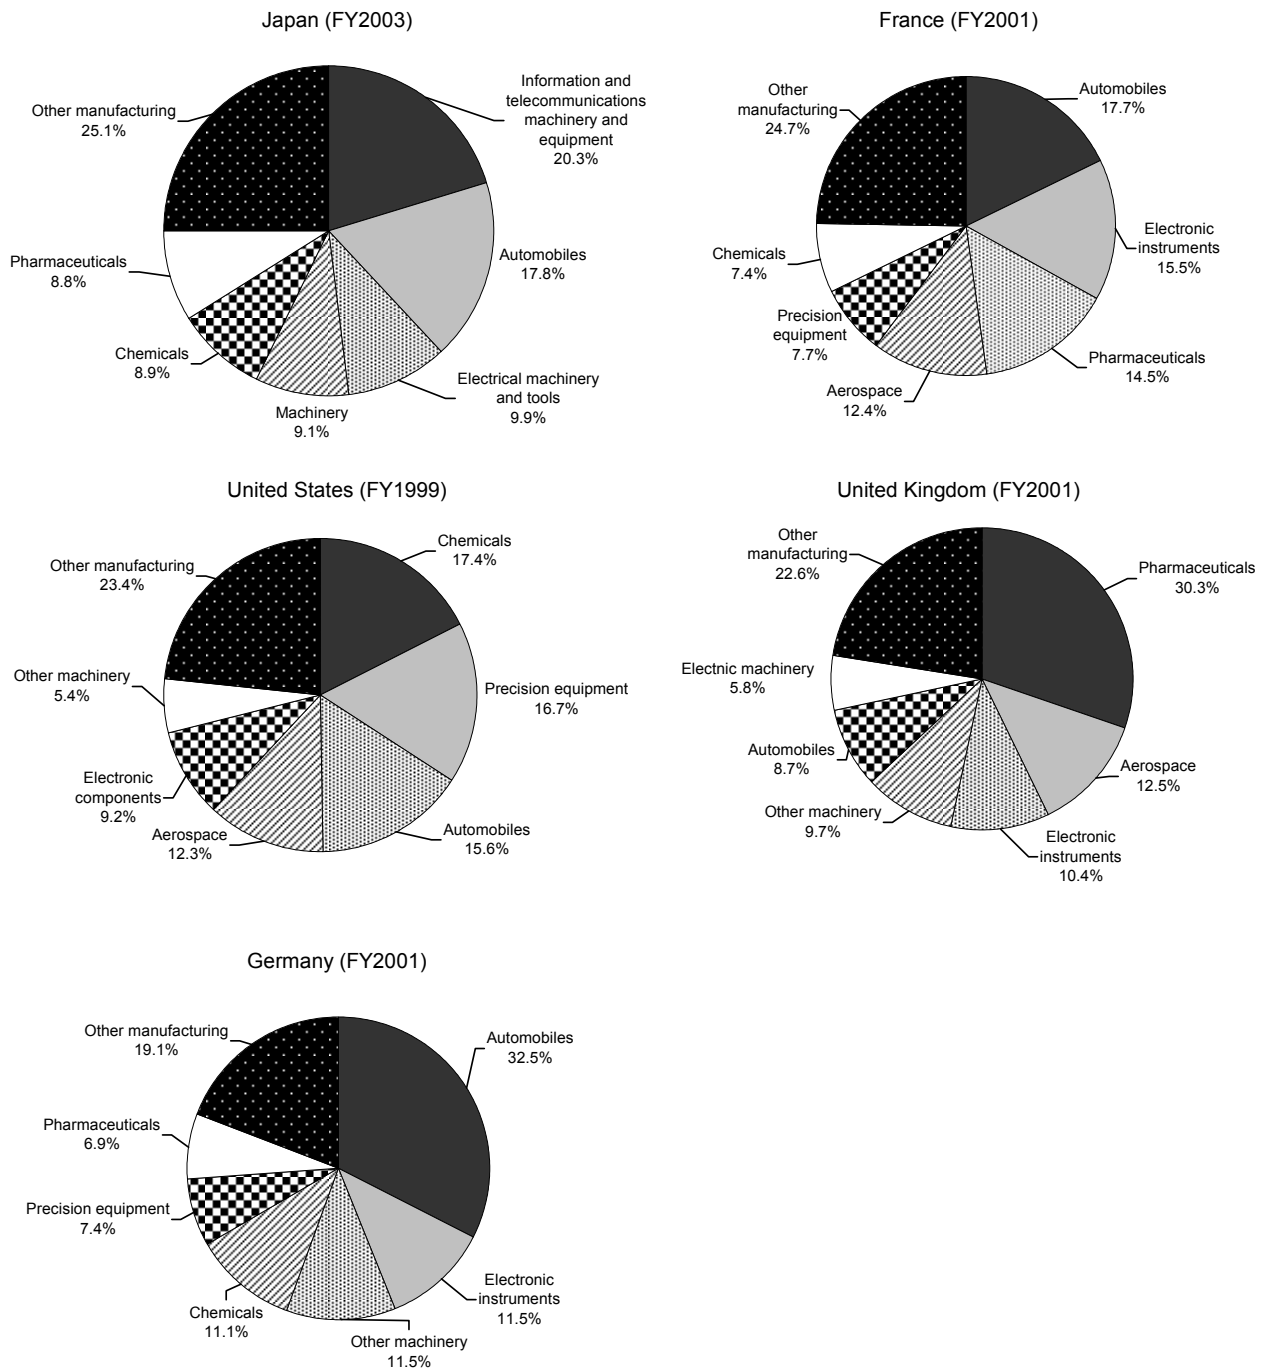 Japan (FY2003)
Information and
telecommunications
machinery and
equipment
20.3%
Automobiles
17.8%
Electrical machinery
and tools
9.9%
Machinery
9.1%
Chemicals
8.9%
Pharmaceuticals
8.8%
Other manufacturing
25.1%
France (FY2001)
Automobiles
17.7%
Electronic
instruments
15.5%
Pharmaceuticals
14.5%
Aerospace
12.4%
Precision
equipment
7.7%
Chemicals
7.4%
Other
manufacturing
24.7%
United States (FY1999)
Chemicals
17.4%
Precision equipment
16.7%
Automobiles
15.6%
Aerospace
12.3%
Electronic
components
9.2%
Other machinery
5.4%
Other manufacturing
23.4%
United Kingdom (FY2001)
Pharmaceuticals
30.3%
Aerospace
12.5%
Electronic
instruments
10.4%
Other machinery
9.7%
Automobiles
8.7%
Electnic machinery
5.8%
Other
manufacturing
22.6%
Germany (FY2001)
Automobiles
32.5%
Electronic
instruments
11.5%
Other machinery
11.5%
Chemicals
11.1%
Precision equipment
7.4%
Pharmaceuticals
6.9%
Other manufacturing
19.1%